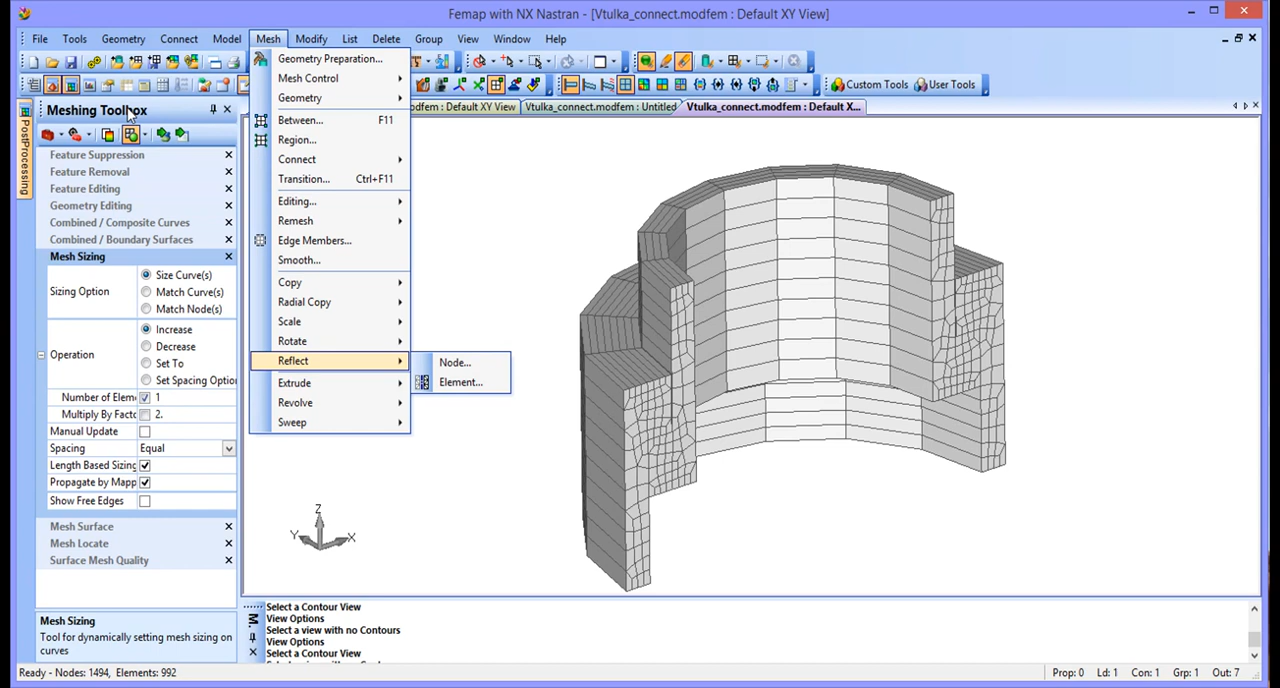 Femap with NX Nastran - [Vtulka_connect.modfem : Default XY View]
File Tools Geometry Connect Model Mesh Modify List Delete Group View Window Help
Custom Tools User Tools
Meshing Toolbox
PostProcessing
modfem : Default XY View
Vtulka_connect.modfem : Untitled
Vtulka_connect.modfem : Default X...
Feature Suppression
Feature Removal
Feature Editing
Geometry Editing
Combined / Composite Curves
Combined / Boundary Surfaces
Mesh Sizing
Sizing Option
Size Curve(s)
Match Curve(s)
Match Node(s)
Operation
Increase
Decrease
Set To
Set Spacing Option
Number of Eleme 1
Multiply By Facto 2.
Manual Update
Spacing Equal
Length Based Sizing
Propagate by Mapp
Show Free Edges
Mesh Surface
Mesh Locate
Surface Mesh Quality
Mesh Sizing
Tool for dynamically setting mesh sizing on
curves
Geometry Preparation...
Mesh Control
Geometry
Between... F11
Region...
Connect
Transition... Ctrl+F11
Editing...
Remesh
Edge Members...
Smooth...
Copy
Radial Copy
Scale
Rotate
Reflect
Extrude
Revolve
Sweep
Node...
Element...
Z
Y
X
Select a Contour View
View Options
Select a view with no Contours
View Options
Select a Contour View
Ready - Nodes: 1494, Elements: 992
Prop: 0 Ld: 1 Con: 1 Grp: 1 Out: 7